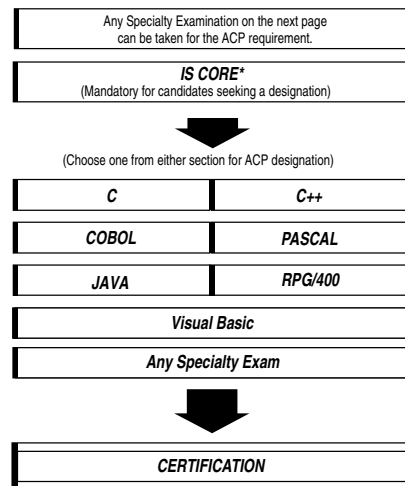 Any Specialty Examination on the next page
can be taken for the ACP requirement.
IS CORE*
(Mandatory for candidates seeking a designation)
(Choose one from either section for ACP designation)
C C++
COBOL PASCAL
JAVA RPG/400
Visual Basic
Any Specialty Exam
CERTIFICATION